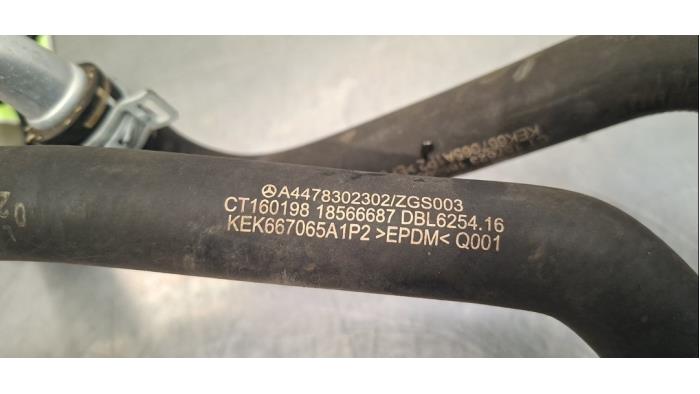 A4478302302/ZGS003
CT160198 18566687 DBL6254.16
KEK667065A1P2 >EPDM< Q001